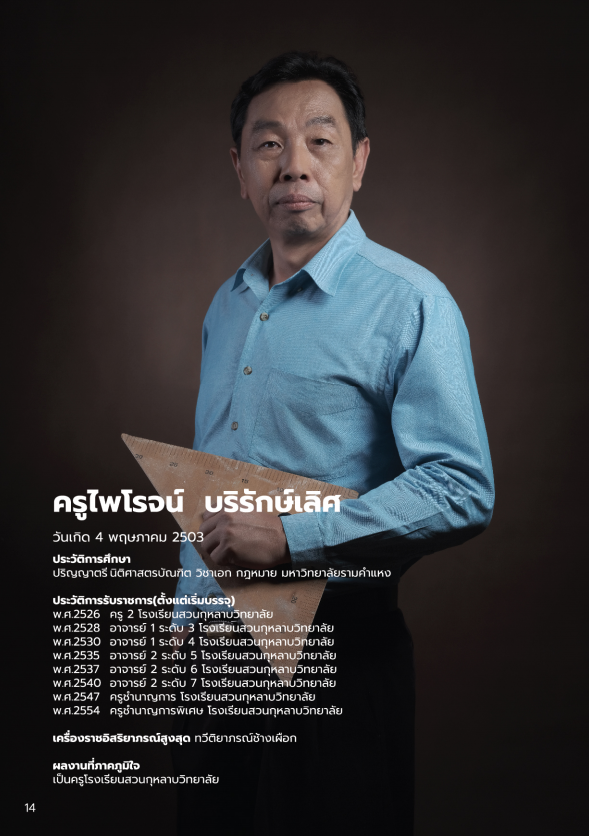 ครูไพโรจน์ บริรักษ์เลิศ
วันเกิด 4 พฤษภาคม 2503
ประวัติการศึกษา
ปริญญาตรี นิติศาสตรบัณฑิต วิชาเอก กฎหมาย มหาวิทยาลัยรามคำแหง
ประวัติการรับราชการ(ตั้งแต่เริ่มบรรจุ)
พ.ศ.2526 ครู 2 โรงเรียนสวนกุหลาบวิทยาลัย
พ.ศ.2528 อาจารย์ 1 ระดับ 3 โรงเรียนสวนกุหลาบวิทยาลัย
พ.ศ.2530 อาจารย์ 1 ระดับ 4 โรงเรียนสวนกุหลาบวิทยาลัย
พ.ศ.2535 อาจารย์ 2 ระดับ 5 โรงเรียนสวนกุหลาบวิทยาลัย
พ.ศ.2537 อาจารย์ 2 ระดับ 6 โรงเรียนสวนกุหลาบวิทยาลัย
พ.ศ.2540 อาจารย์ 2 ระดับ 7 โรงเรียนสวนกุหลาบวิทยาลัย
พ.ศ.2547 ครูชำนาญการ โรงเรียนสวนกุหลาบวิทยาลัย
พ.ศ.2554 ครูชำนาญการพิเศษ โรงเรียนสวนกุหลาบวิทยาลัย
เครื่องราชอิสริยาภรณ์สูงสุด ทวีติยาภรณ์ช้างเผือก
ผลงานที่ภาคภูมิใจ
เป็นครูโรงเรียนสวนกุหลาบวิทยาลัย
14